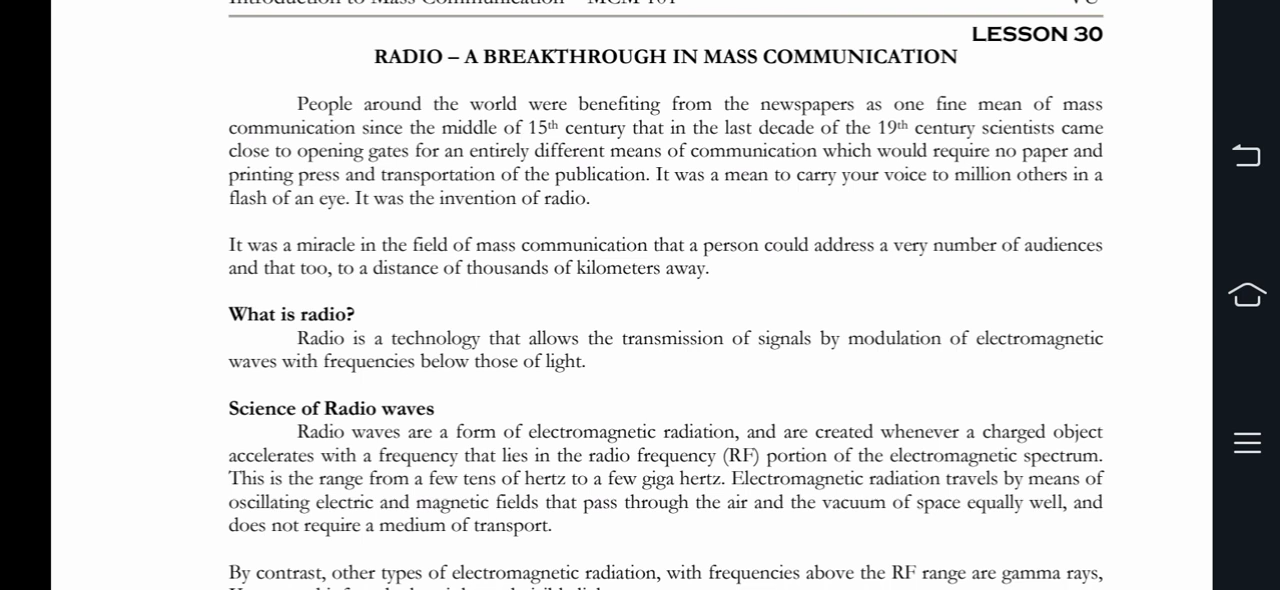 Introduction to Mass Communication – MCM 101 VU
LESSON 30
RADIO – A BREAKTHROUGH IN MASS COMMUNICATION
People around the world were benefiting from the newspapers as one fine mean of mass
communication since the middle of 15th century that in the last decade of the 19th century scientists came
close to opening gates for an entirely different means of communication which would require no paper and
printing press and transportation of the publication. It was a mean to carry your voice to million others in a
flash of an eye. It was the invention of radio.
It was a miracle in the field of mass communication that a person could address a very number of audiences
and that too, to a distance of thousands of kilometers away.
What is radio?
Radio is a technology that allows the transmission of signals by modulation of electromagnetic
waves with frequencies below those of light.
Science of Radio waves
Radio waves are a form of electromagnetic radiation, and are created whenever a charged object
accelerates with a frequency that lies in the radio frequency (RF) portion of the electromagnetic spectrum.
This is the range from a few tens of hertz to a few giga hertz. Electromagnetic radiation travels by means of
oscillating electric and magnetic fields that pass through the air and the vacuum of space equally well, and
does not require a medium of transport.
By contrast, other types of electromagnetic radiation, with frequencies above the RF range are gamma rays,